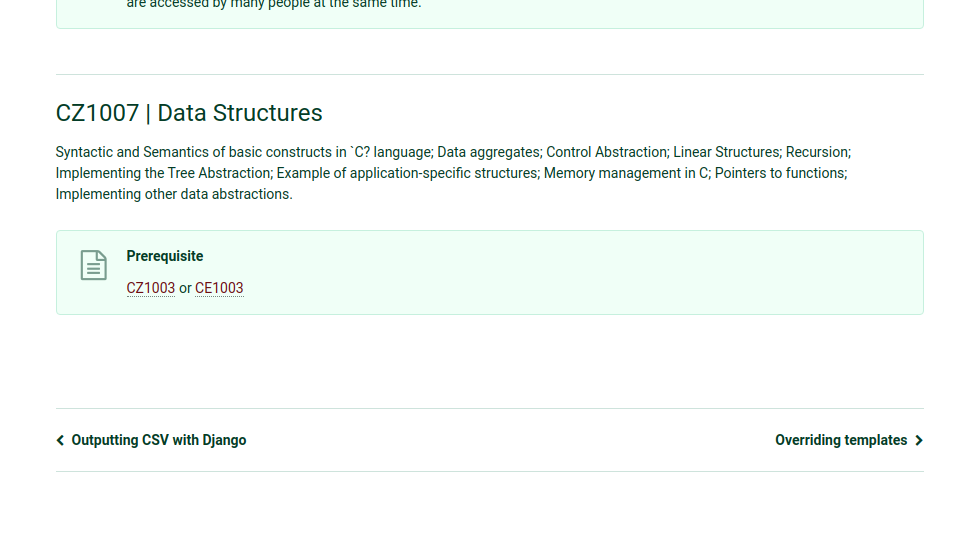 are accessed by many people at the same time.
CZ1007 | Data Structures
Syntactic and Semantics of basic constructs in `C? language; Data aggregates; Control Abstraction; Linear Structures; Recursion;
Implementing the Tree Abstraction; Example of application-specific structures; Memory management in C; Pointers to functions;
Implementing other data abstractions.
Prerequisite
CZ1003 or CE1003
Outputting CSV with Django
Overriding templates